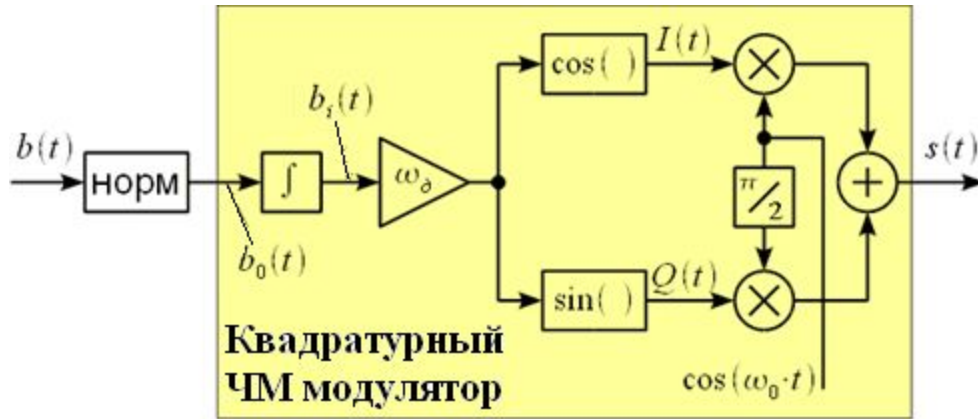 cos( )
I(t)
b_i(t)
b(t)
s(t)
норм
∫
ω_д
π/2
b_0(t)
Q(t)
sin( )
Квадратурный
ЧМ модулятор
cos(ω_0·t)